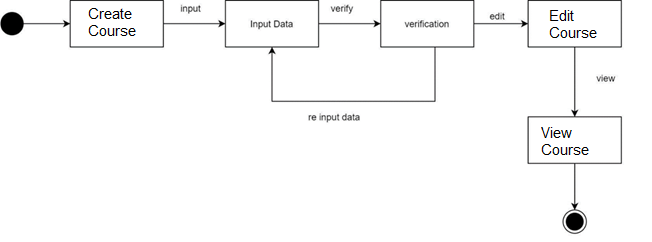 Create
Course
input
Input Data
verify
verification
edit
Edit
Course
re input data
view
View
Course